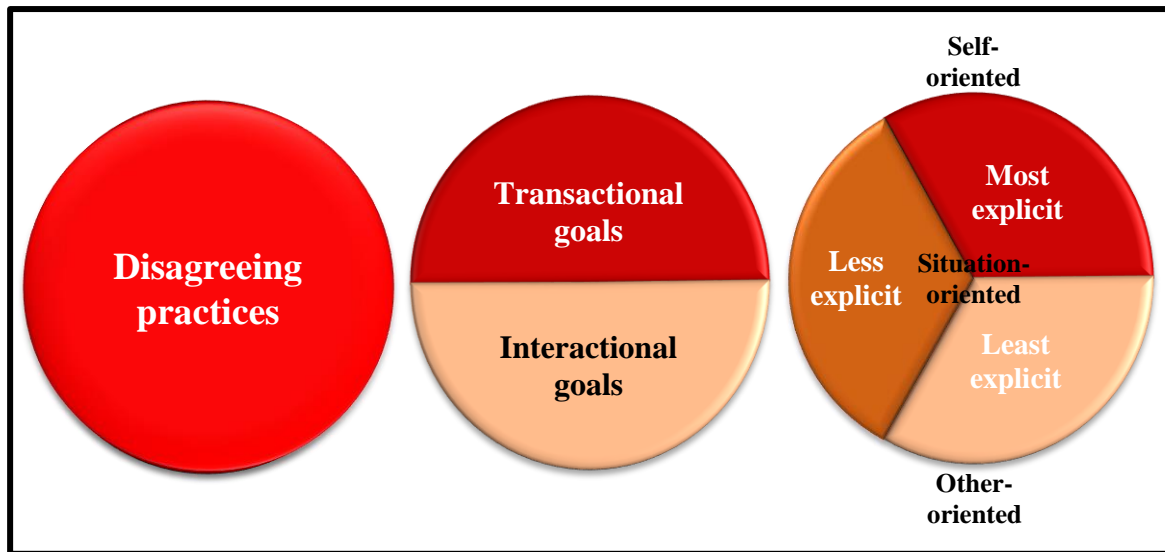 Disagreeing
practices
Transactional
goals
Interactional
goals
Self-
oriented
Most
explicit
Less
explicit
Situation-
oriented
Least
explicit
Other-
oriented